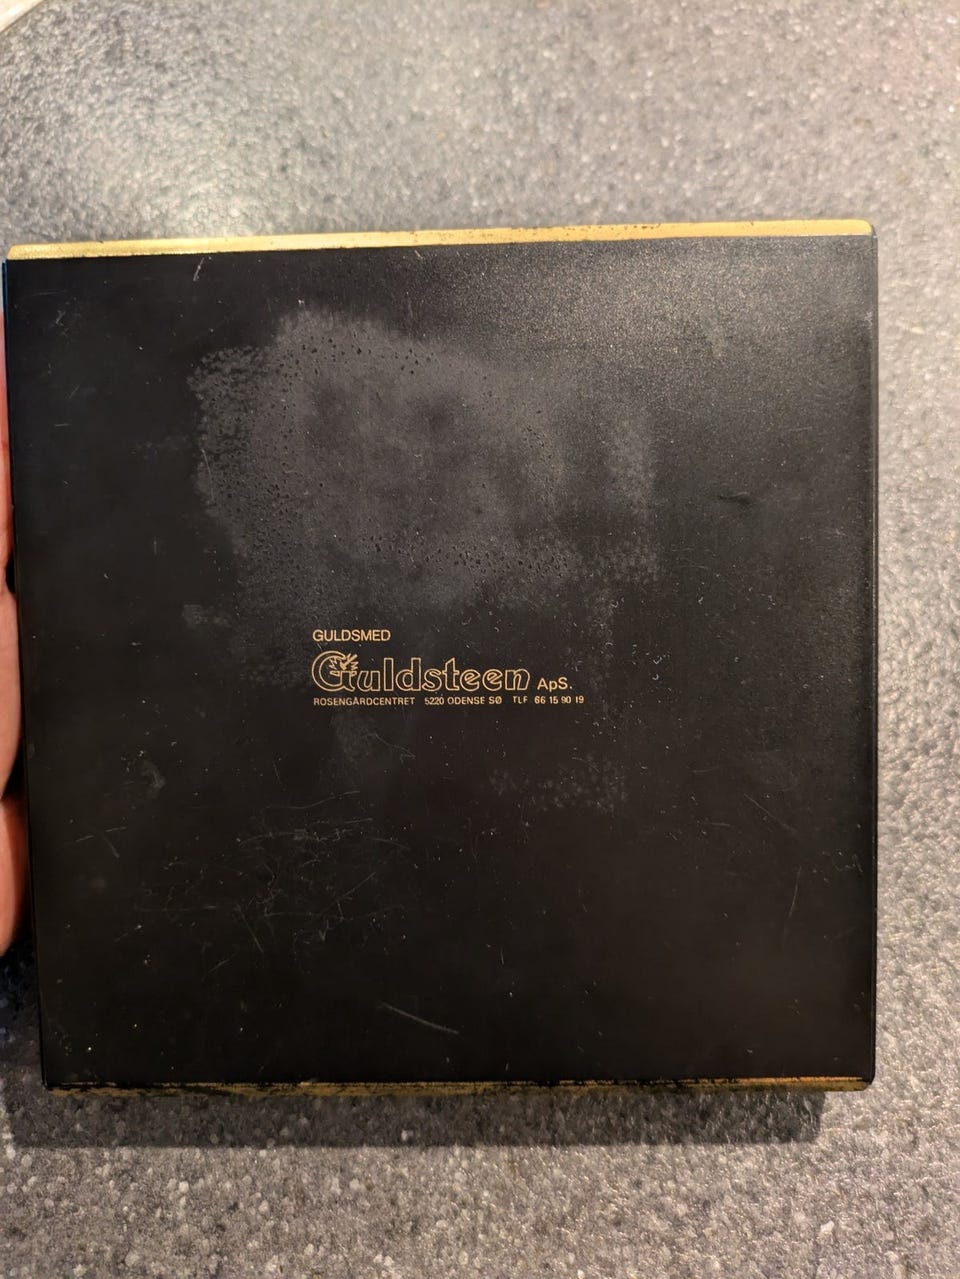 GULDSMED
Guldsteen ApS.
ROSENGÅRDCENTRET 5220 ODENSE SØ TLF 66 15 90 19